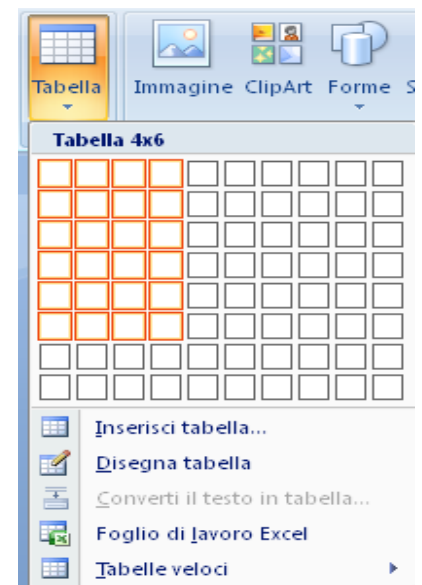 Tabella Immagine ClipArt Forme S
Tabella 4x6
Inserisci tabella...
Disegna tabella
Converti il testo in tabella...
Foglio di lavoro Excel
Tabelle veloci